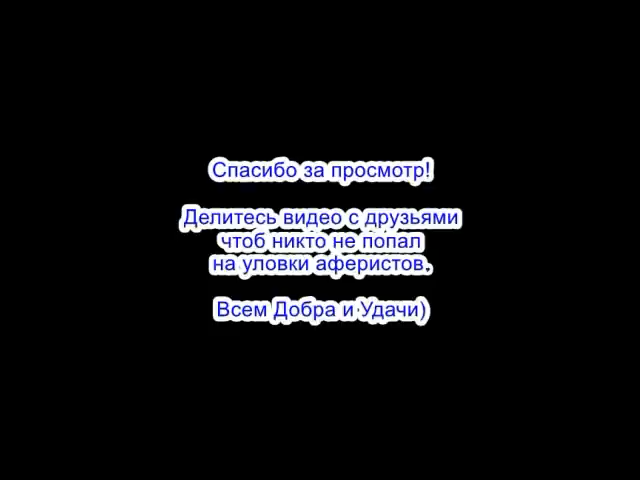 Спасибо за просмотр!
Делитесь видео с друзьями
чтоб никто не попал
на уловки аферистов.
Всем Добра и Удачи)